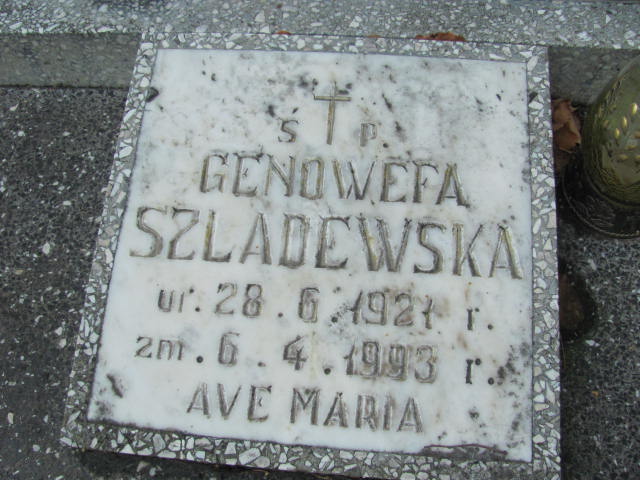 s p.
GENOWEFA
SZLADEWSKA
ur. 28. 6. 1921 r.
zm. 6. 4. 1993 r.
AVE MARIA